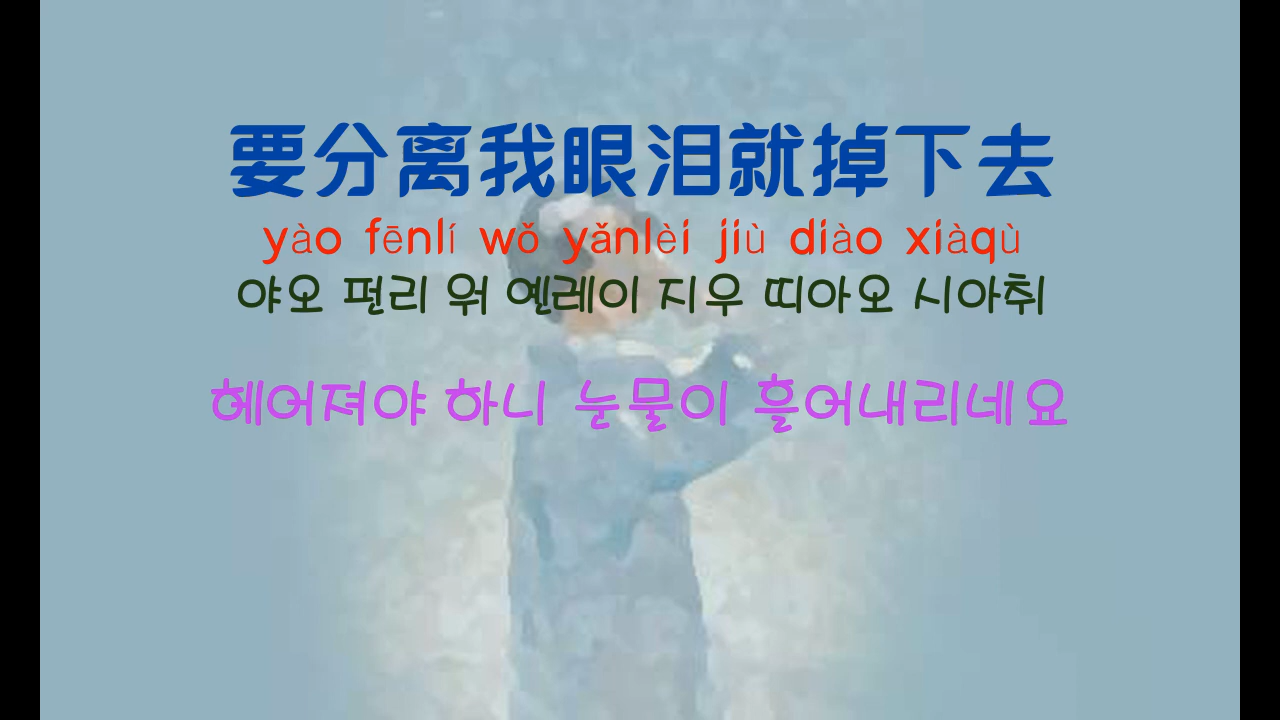 要分离我眼泪就掉下去
yào fēnlí wǒ yǎnlèi jiù diào xiàqù
야오 펀리 워 옌레이 지우 띠아오 시아취
헤어져야 하니 눈물이 흘어내리네요